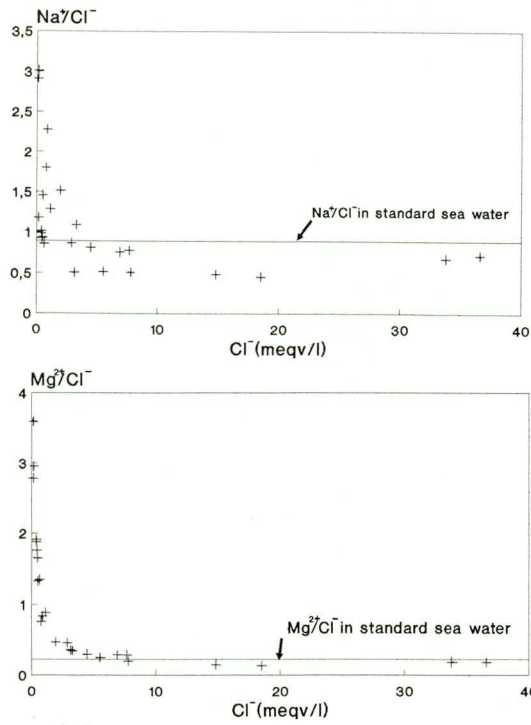 Na⁺/Cl⁻
3,5
3
2,5
2
1,5
1
0,5
0
Na⁺/Cl⁻ in standard sea water
0 10 20 30 40
Cl⁻(meqv/l)
Mg²⁺/Cl⁻
4
3
2
1
0
Mg²⁺/Cl⁻ in standard sea water
0 10 20 30 40
Cl⁻(meqv/l)